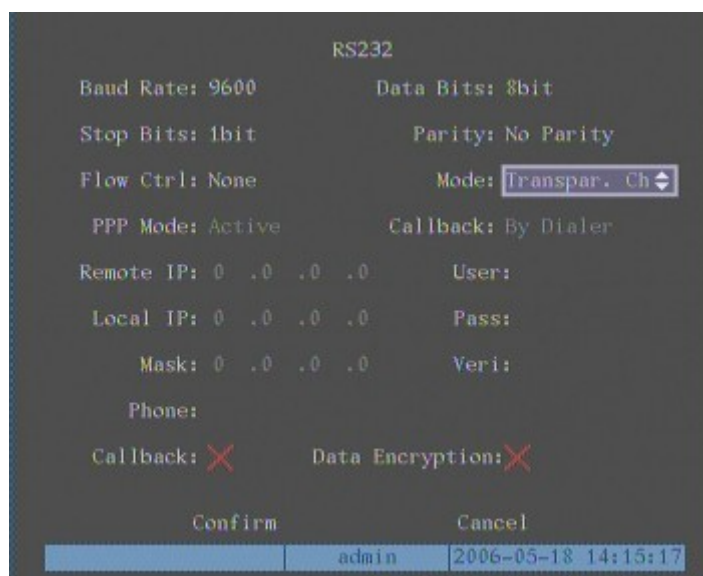 RS232
Baud Rate: 9600 Data Bits: 8bit
Stop Bits: 1bit Parity: No Parity
Flow Ctrl: None Mode: Transpar. Ch
PPP Mode: Active Callback: By Dialer
Remote IP: 0 .0 .0 .0 User:
Local IP: 0 .0 .0 .0 Pass:
Mask: 0 .0 .0 .0 Veri:
Phone:
Callback: Data Encryption:
Confirm Cancel
admin 2006-05-18 14:15:17